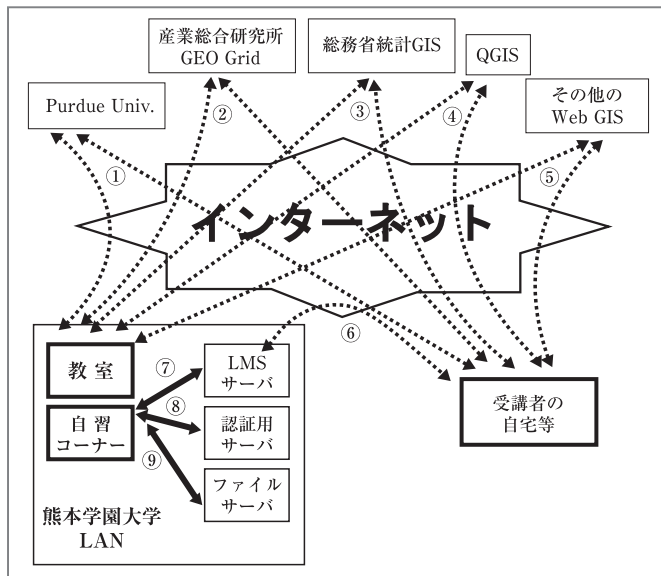 産業総合研究所
GEO Grid
総務省統計GIS
QGIS
その他の
Web GIS
Purdue Univ.
①
②
③
④
⑤
インターネット
⑥
教 室
自 習
コーナー
⑦
⑧
⑨
LMS
サーバ
認証用
サーバ
ファイル
サーバ
受講者の
自宅等
熊本学園大学
LAN